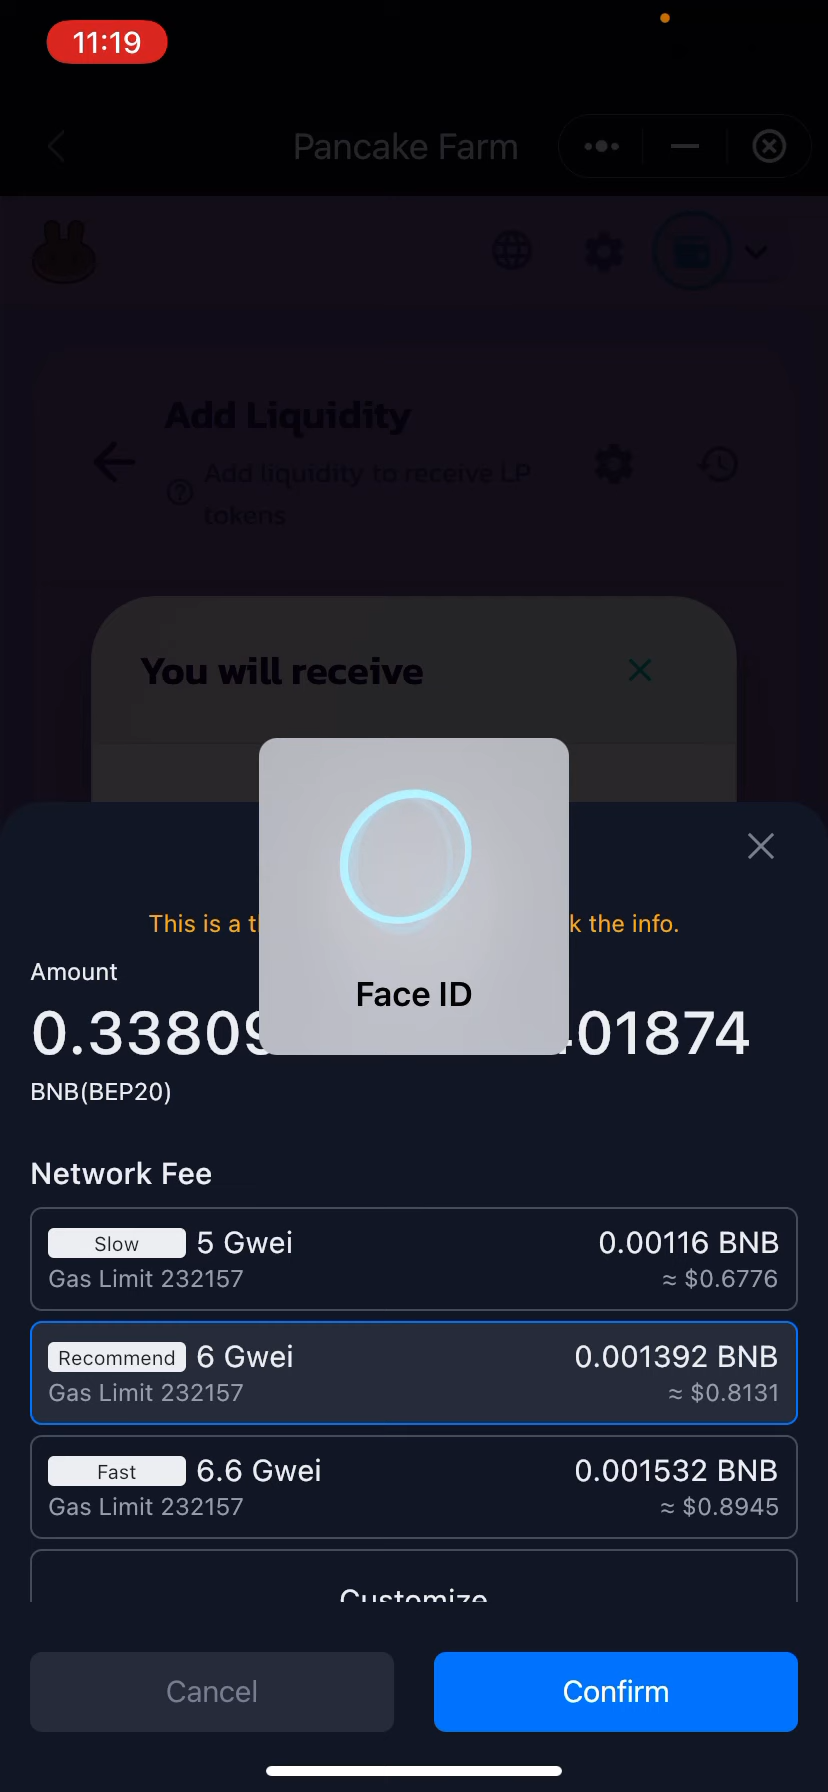 11:19
Pancake Farm
Add Liquidity
Add liquidity to receive LP
tokens
You will receive
Face ID
This is a
k the info.
Amount
0.33809 401874
BNB(BEP20)
Network Fee
Slow 5 Gwei 0.00116 BNB
Gas Limit 232157 ≈ $0.6776
Recommend 6 Gwei 0.001392 BNB
Gas Limit 232157 ≈ $0.8131
Fast 6.6 Gwei 0.001532 BNB
Gas Limit 232157 ≈ $0.8945
Customize
Cancel Confirm